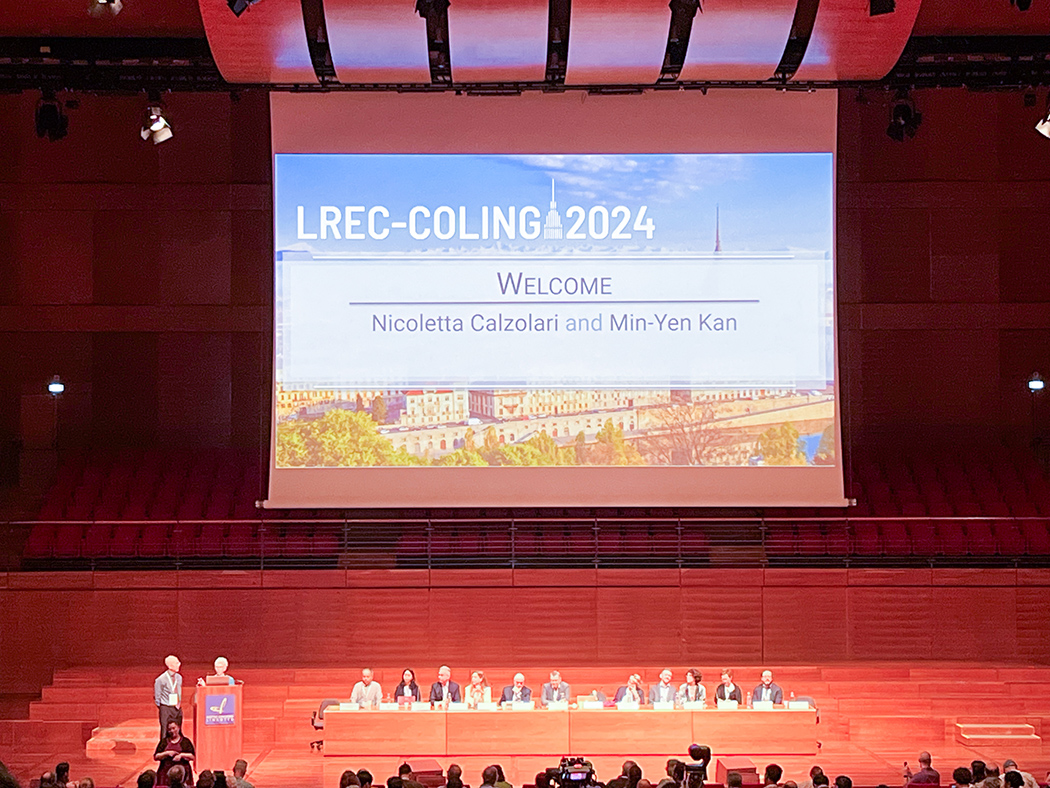 LREC-COLING 2024
WELCOME
Nicoletta Calzolari and Min-Yen Kan